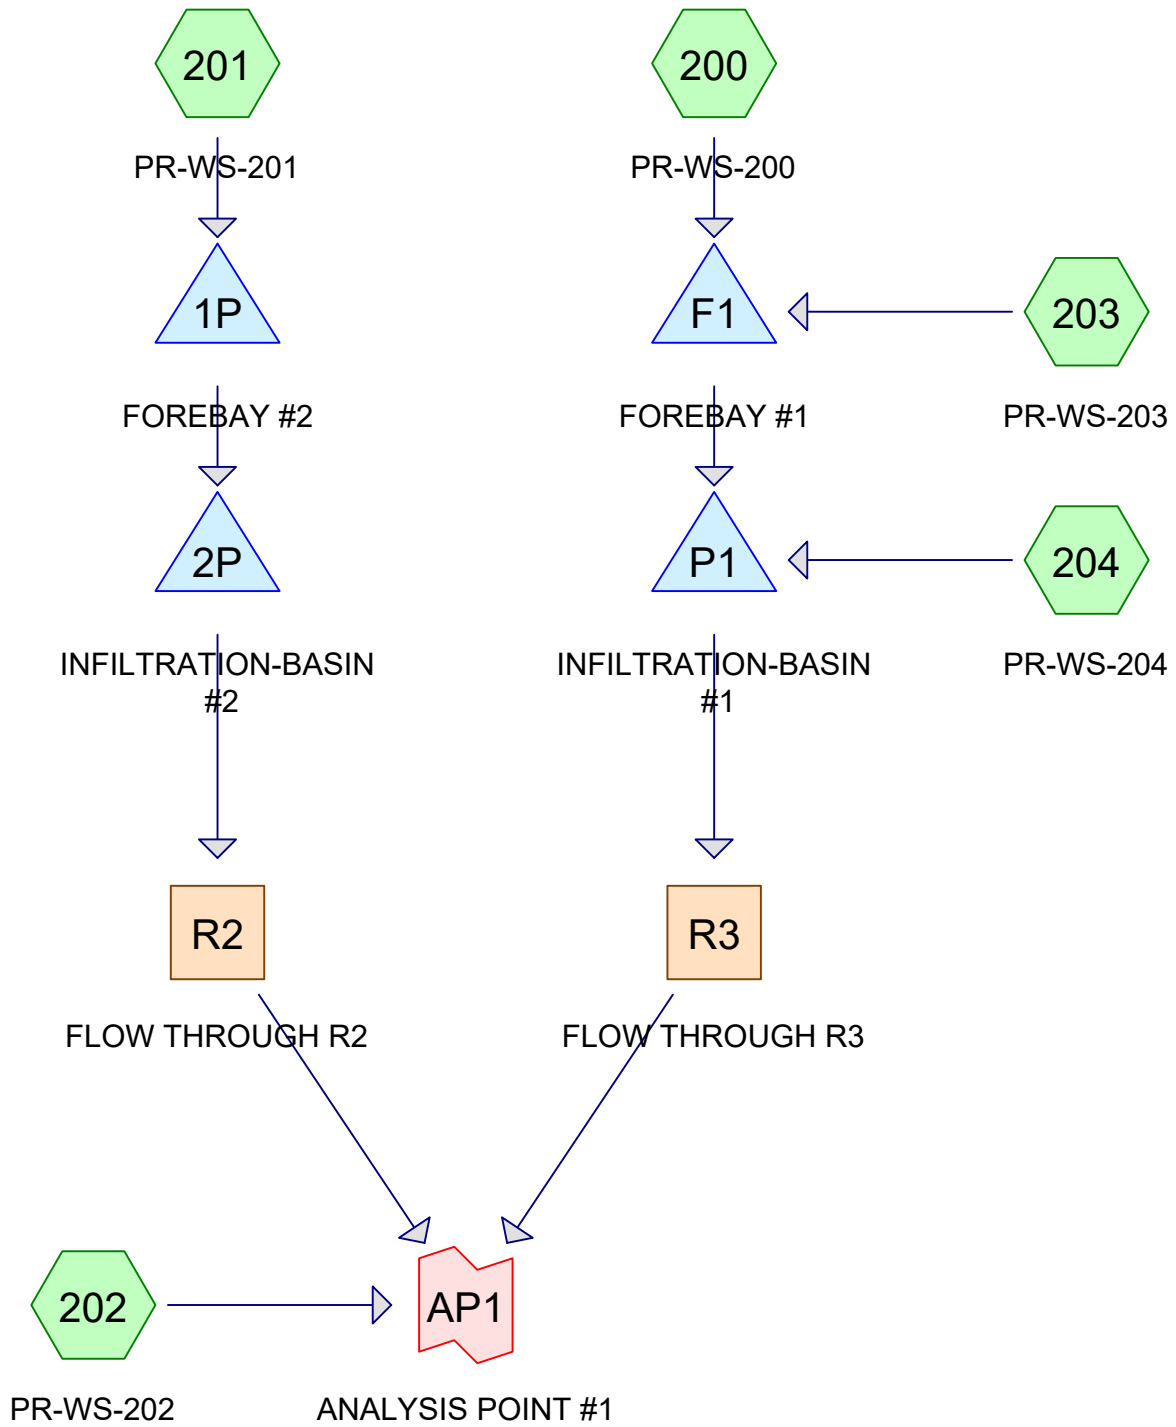 201
200
PR-WS-201
PR-WS-200
1P
F1
203
FOREBAY #2
FOREBAY #1
PR-WS-203
2P
P1
204
INFILTRATION-BASIN
#2
INFILTRATION-BASIN
#1
PR-WS-204
R2
R3
FLOW THROUGH R2
FLOW THROUGH R3
202
AP1
PR-WS-202
ANALYSIS POINT #1